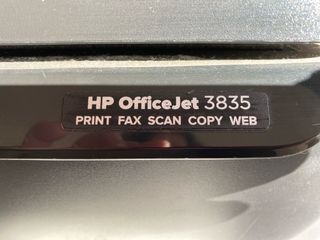 HP OfficeJet 3835
PRINT FAX SCAN COPY WEB